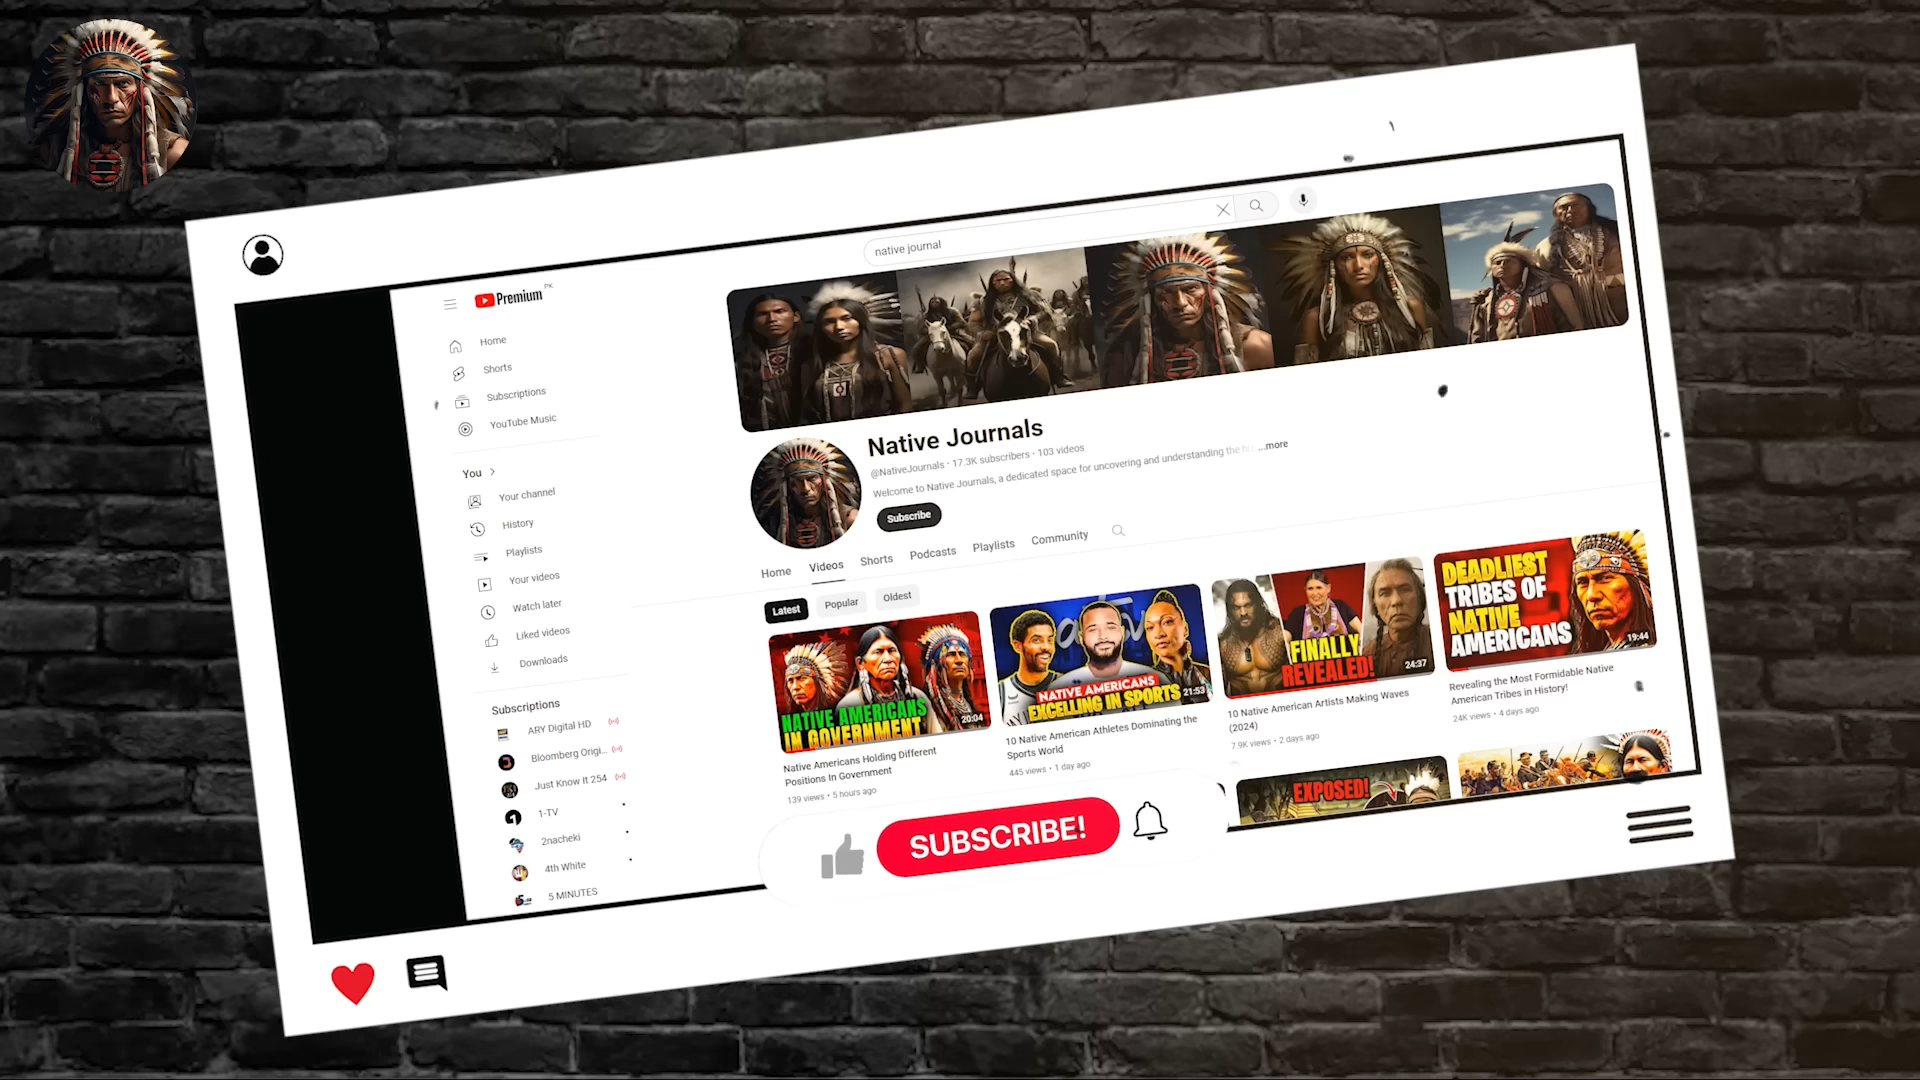 native journal
Premium PK
Home
Shorts
Subscriptions
YouTube Music
You
Your channel
History
Playlists
Your videos
Watch later
Liked videos
Downloads
Subscriptions
ARY Digital HD
Bloomberg Origi...
Just Know It 254
1-TV
2nacheki
4th White
5 MINUTES
Native Journals
@NativeJournals · 17.3K subscribers · 103 videos
Welcome to Native Journals, a dedicated space for uncovering and understanding the ...more
Subscribe
Home Videos Shorts Podcasts Playlists Community
Latest Popular Oldest
NATIVE AMERICANS
IN GOVERNMENT
20:04
Native Americans Holding Different
Positions In Government
139 views • 5 hours ago
NATIVE AMERICANS
EXCELLING IN SPORTS
21:53
10 Native American Athletes Dominating the
Sports World
445 views • 1 day ago
FINALLY
REVEALED!
24:37
10 Native American Artists Making Waves
(2024)
7.9K views • 2 days ago
DEADLIEST
TRIBES OF
NATIVE
AMERICANS
19:44
Revealing the Most Formidable Native
American Tribes in History!
24K views • 4 days ago
EXPOSED!
SUBSCRIBE!